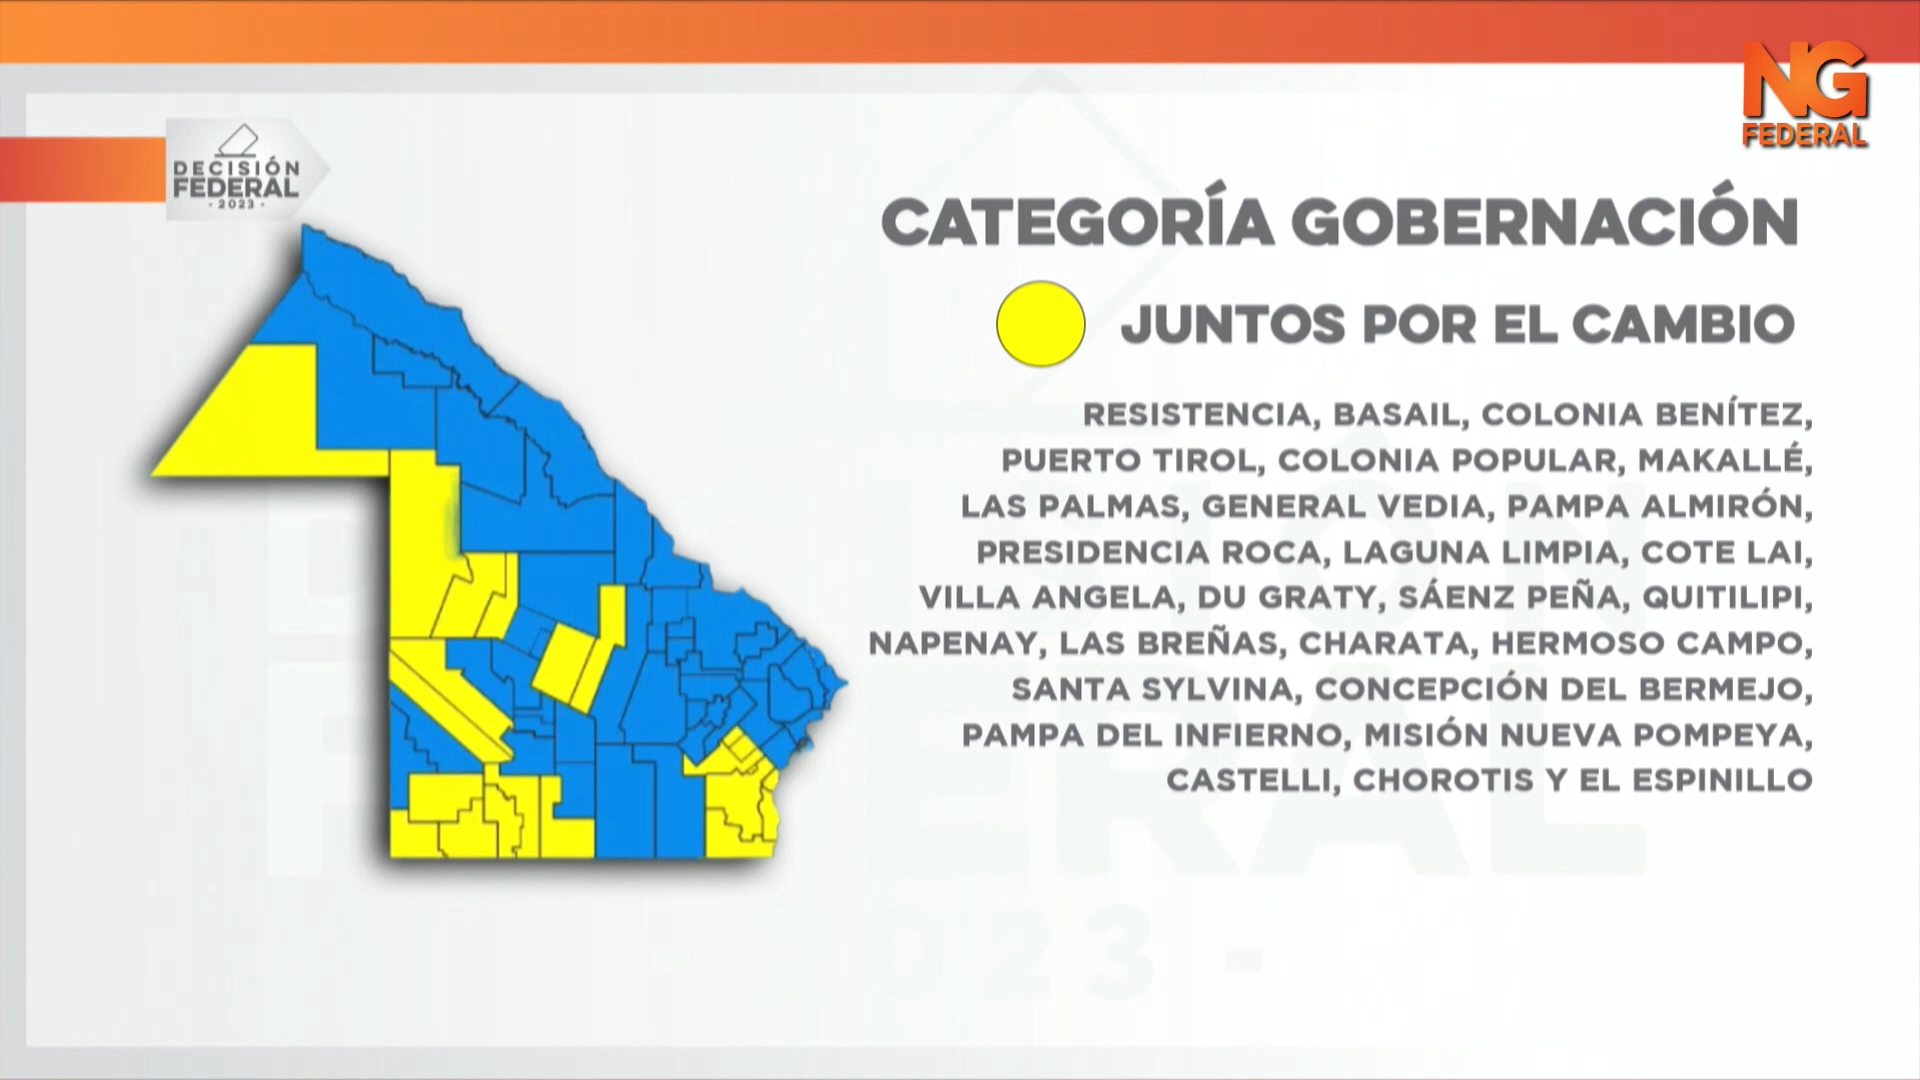 NG
FEDERAL
DECISIÓN
FEDERAL
- 2023 -
CATEGORÍA GOBERNACIÓN
JUNTOS POR EL CAMBIO
RESISTENCIA, BASAIL, COLONIA BENÍTEZ,
PUERTO TIROL, COLONIA POPULAR, MAKALLÉ,
LAS PALMAS, GENERAL VEDIA, PAMPA ALMIRÓN,
PRESIDENCIA ROCA, LAGUNA LIMPIA, COTE LAI,
VILLA ANGELA, DU GRATY, SÁENZ PEÑA, QUITILIPI,
NAPENAY, LAS BREÑAS, CHARATA, HERMOSO CAMPO,
SANTA SYLVINA, CONCEPCIÓN DEL BERMEJO,
PAMPA DEL INFIERNO, MISIÓN NUEVA POMPEYA,
CASTELLI, CHOROTIS Y EL ESPINILLO